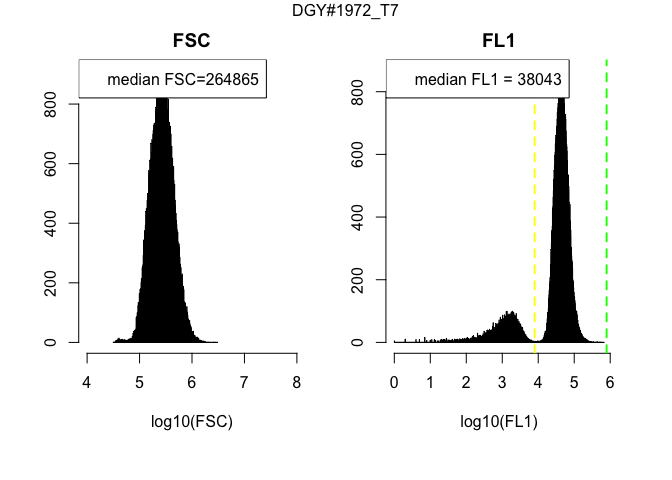 DGY#1972_T7
FSC
median FSC=264865
0 200 400 600 800
4 5 6 7 8
log10(FSC)
FL1
median FL1 = 38043
0 200 400 600 800
0 1 2 3 4 5 6
log10(FL1)